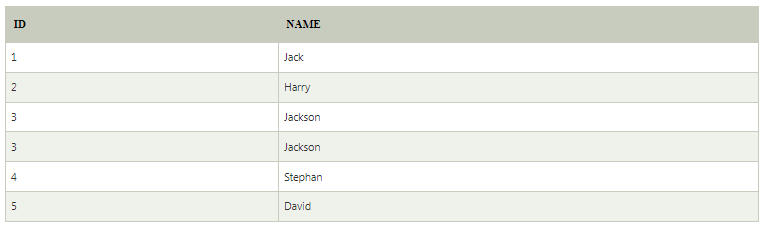 ID NAME
1 Jack
2 Harry
3 Jackson
3 Jackson
4 Stephan
5 David